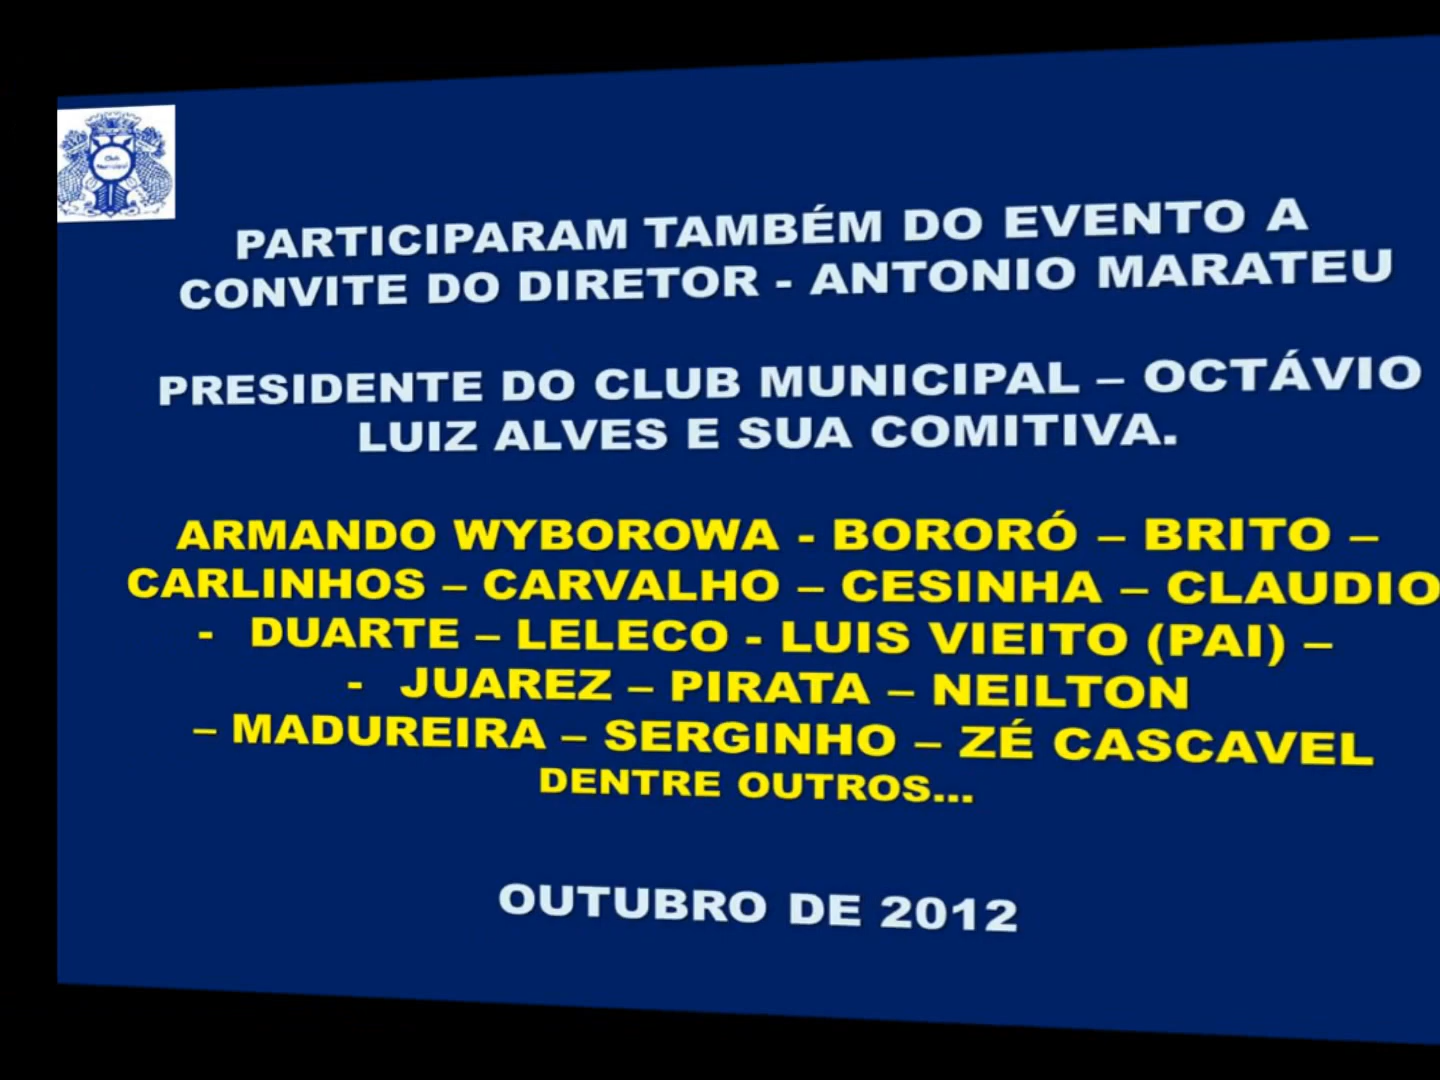 Club
PARTICIPARAM TAMBÉM DO EVENTO A
CONVITE DO DIRETOR - ANTONIO MARATEU
PRESIDENTE DO CLUB MUNICIPAL – OCTÁVIO
LUIZ ALVES E SUA COMITIVA.
ARMANDO WYBOROWA - BORORÓ – BRITO –
CARLINHOS – CARVALHO – CESINHA – CLAUDIO
- DUARTE – LELECO - LUIS VIEITO (PAI) –
- JUAREZ – PIRATA – NEILTON
– MADUREIRA – SERGINHO – ZÉ CASCAVEL
DENTRE OUTROS...
OUTUBRO DE 2012